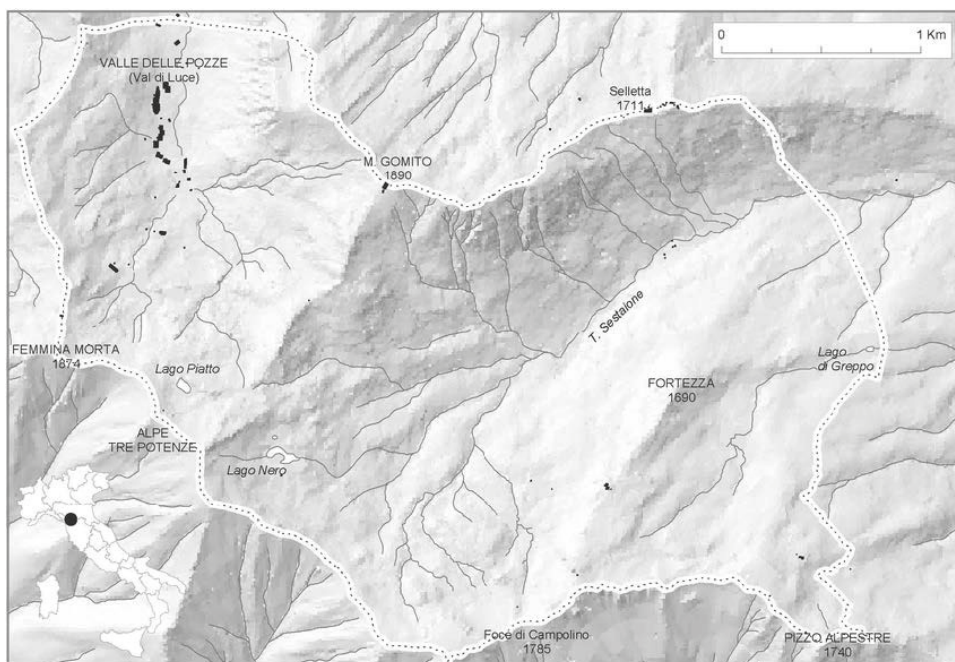 0 1 Km
VALLE DELLE POZZE
(Val di Luce)
Selletta
1711
M. GOMITO
1890
T. Sestaione
FEMMINA MORTA
1874
Lago Piatto
Lago
di Greppo
FORTEZZA
1690
ALPE
TRE POTENZE
Lago Nero
Foce di Campolino
1785
PIZZO ALPESTRE
1740